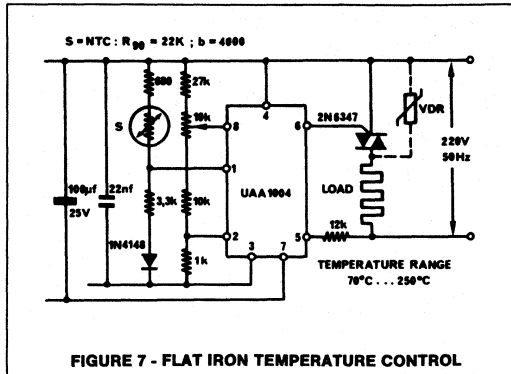 S = NTC : R90 = 22K ; b = 4000
680
27k
VDR
S
10k
8
4
6
2N6347
220V
50Hz
1
UAA1004
LOAD
100µf
25V
22nf
3,3k
10k
12k
5
1N4148
2
1k
3
7
TEMPERATURE RANGE
70°C . . . 250°C
FIGURE 7 - FLAT IRON TEMPERATURE CONTROL